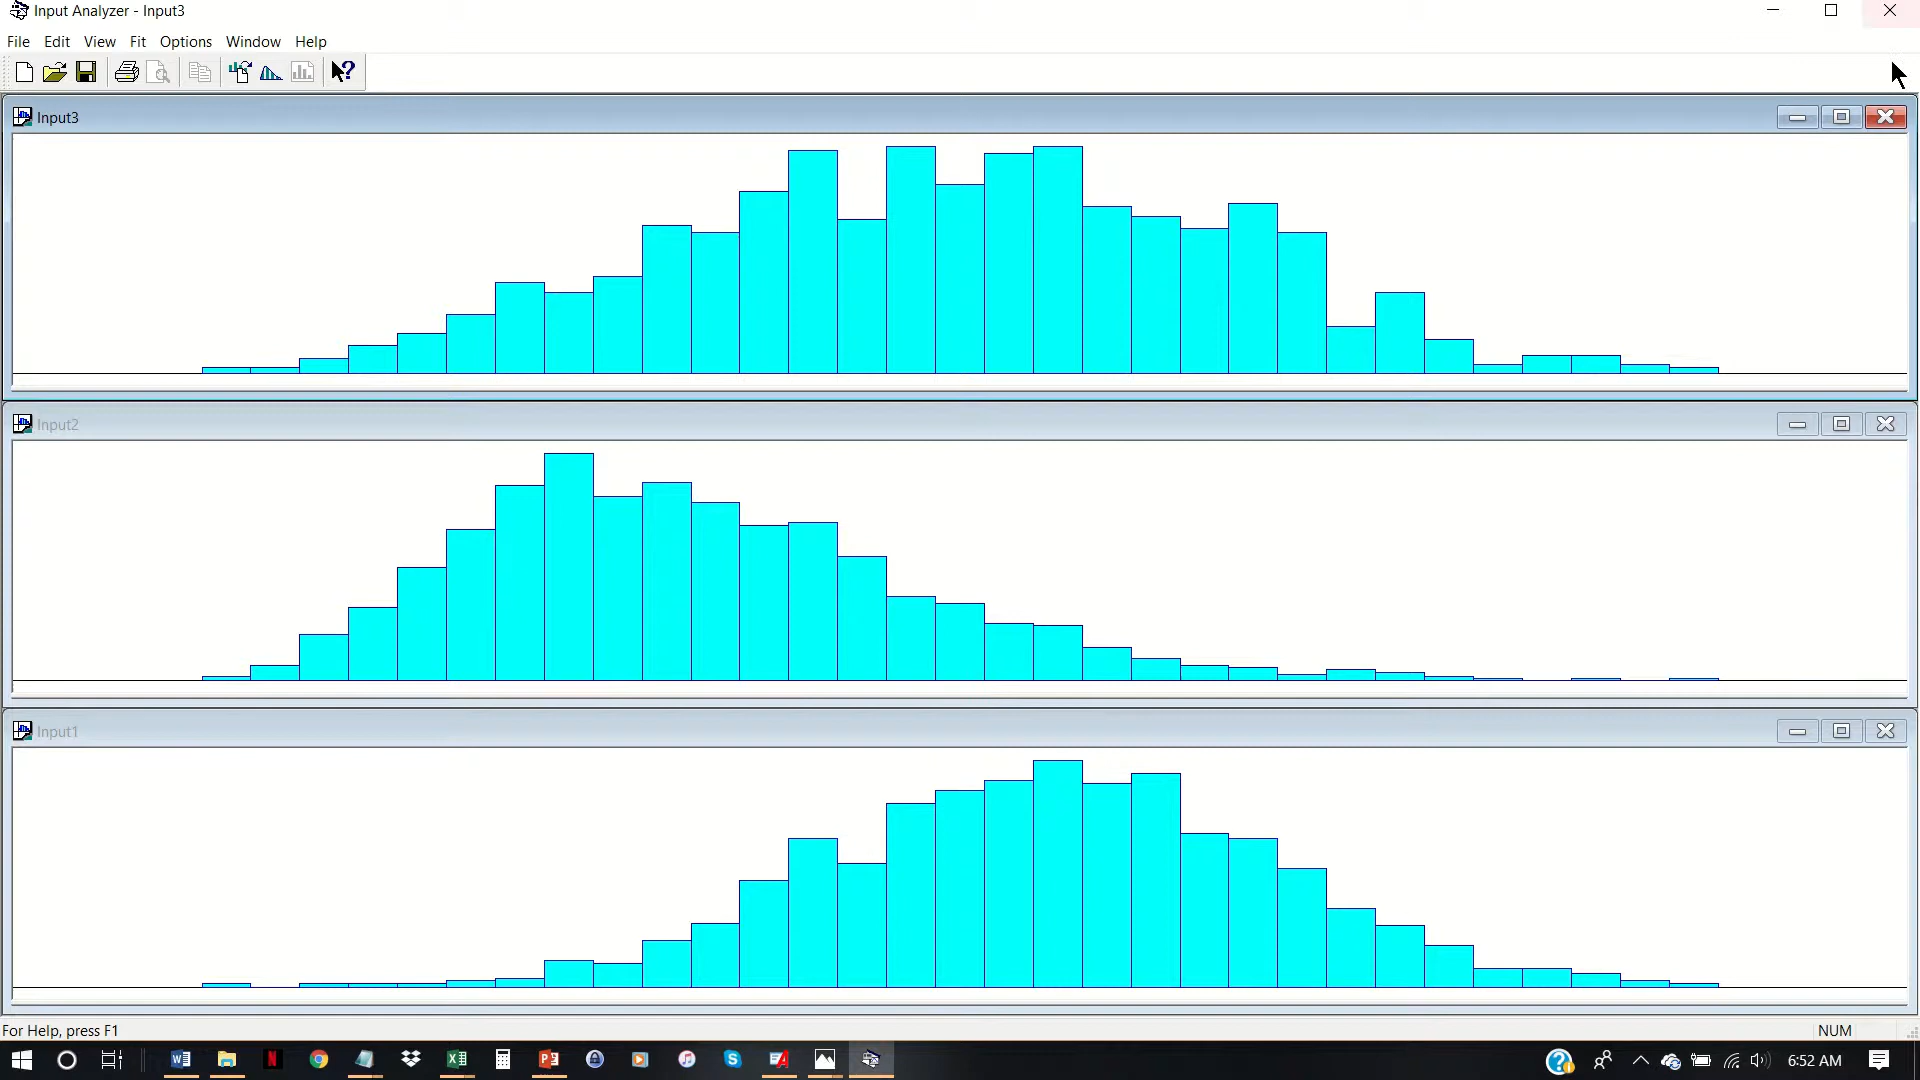 Input Analyzer - Input3
File Edit View Fit Options Window Help
Input3
Input2
Input1
For Help, press F1
NUM
6:52 AM